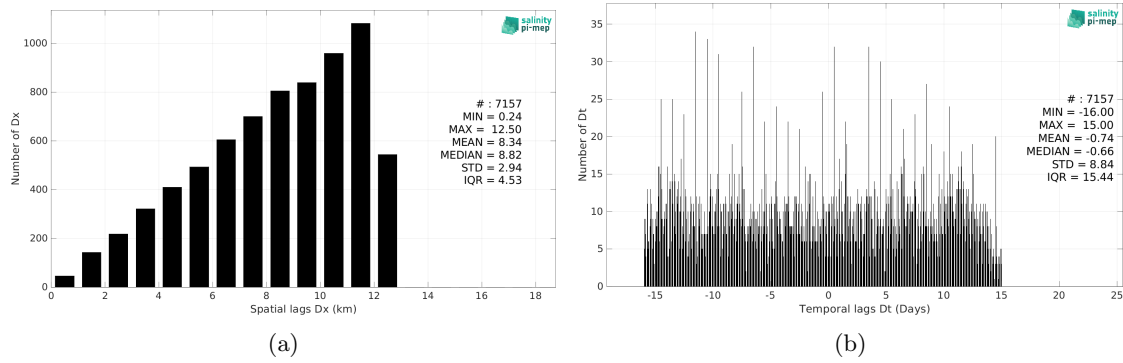 salinity
pi-mep
1000
800
600
400
200
0
Number of Dx
# : 7157
MIN = 0.24
MAX = 12.50
MEAN = 8.34
MEDIAN = 8.82
STD = 2.94
IQR = 4.53
0 2 4 6 8 10 12 14 16 18
Spatial lags Dx (km)
(a)
salinity
pi-mep
35
30
25
20
15
10
5
0
Number of Dt
# : 7157
MIN = -16.00
MAX = 15.00
MEAN = -0.74
MEDIAN = -0.66
STD = 8.84
IQR = 15.44
-15 -10 -5 0 5 10 15 20 25
Temporal lags Dt (Days)
(b)